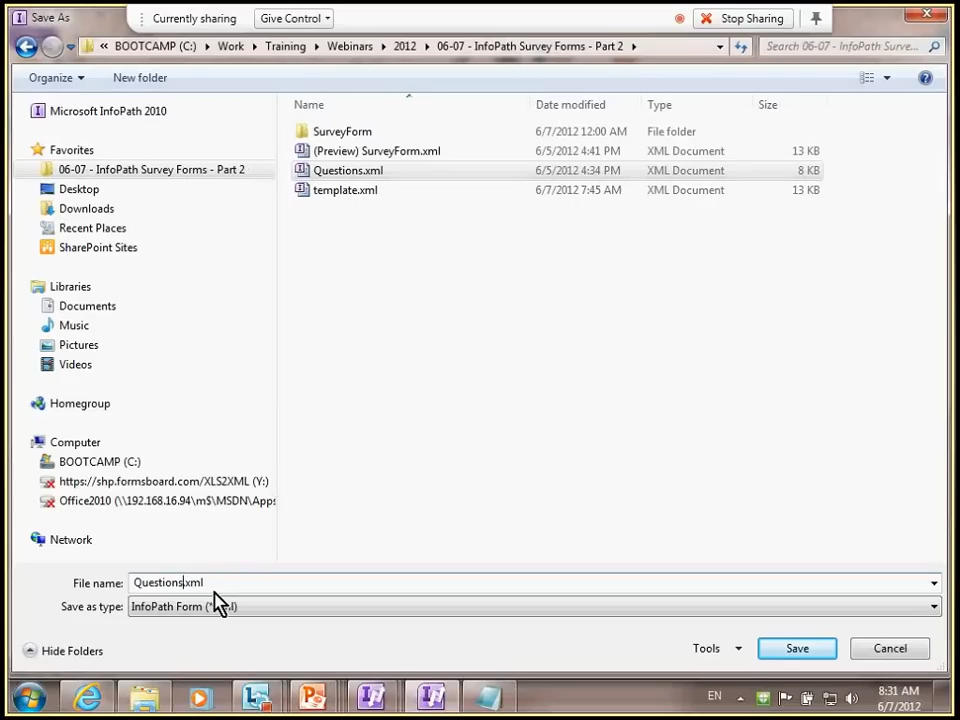 Save As
Currently sharing
Give Control
Stop Sharing
« BOOTCAMP (C:) Work Training Webinars 2012 06-07 - InfoPath Survey Forms - Part 2
Search 06-07 - InfoPath Surve...
Organize
New folder
Microsoft InfoPath 2010
Favorites
06-07 - InfoPath Survey Forms - Part 2
Desktop
Downloads
Recent Places
SharePoint Sites
Libraries
Documents
Music
Pictures
Videos
Homegroup
Computer
BOOTCAMP (C:)
https://shp.formsboard.com/XLS2XML (Y:)
Office2010 (\\192.168.16.94\m$\MSDN\Apps
Network
Name Date modified Type Size
SurveyForm 6/7/2012 12:00 AM File folder
(Preview) SurveyForm.xml 6/5/2012 4:41 PM XML Document 13 KB
Questions.xml 6/5/2012 4:34 PM XML Document 8 KB
template.xml 6/7/2012 7:45 AM XML Document 13 KB
File name: Questions.xml
Save as type: InfoPath Form
Hide Folders
Tools
Save
Cancel
EN
8:31 AM
6/7/2012